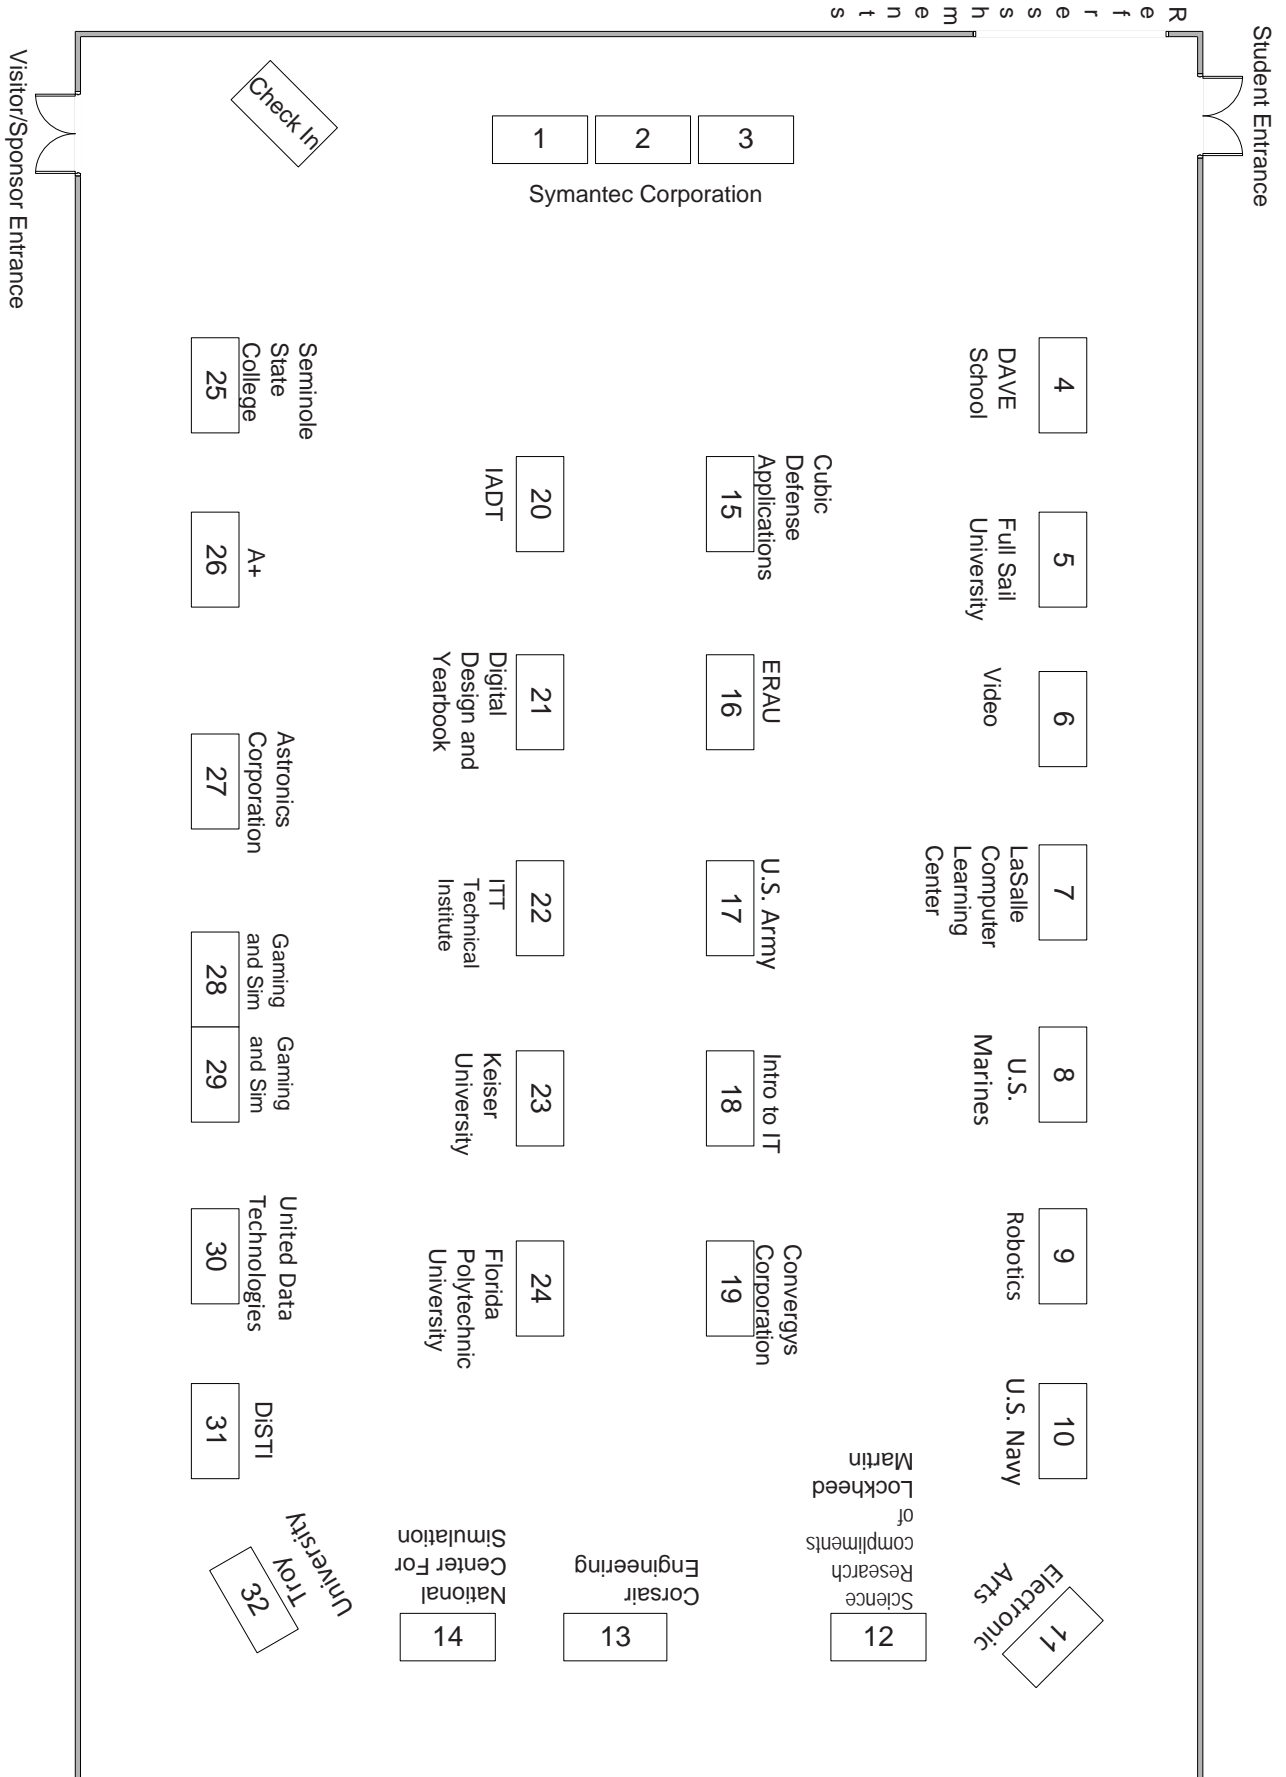 Refersshments
Student Entrance
Visitor/Sponsor Entrance
Check In
1
2
3
Symantec Corporation
4
DAVE
School
5
Full Sail
University
6
Video
7
LaSalle
Computer
Learning
Center
8
U.S.
Marines
9
Robotics
10
U.S. Navy
11
Electronic
Arts
12
Science
Research
compliments
of
Lockheed
Martin
13
Corsair
Engineering
14
National
Center For
Simulation
15
Cubic
Defense
Applications
16
ERAU
17
U.S. Army
18
Intro to IT
19
Convergys
Corporation
20
IADT
21
Digital
Design and
Yearbook
22
ITT
Technical
Institute
23
Keiser
University
24
Florida
Polytechnic
University
25
Seminole
State
College
26
A+
27
Astronics
Corporation
28
Gaming
and Sim
29
Gaming
and Sim
30
United Data
Technologies
31
DiSTI
32
Troy
University